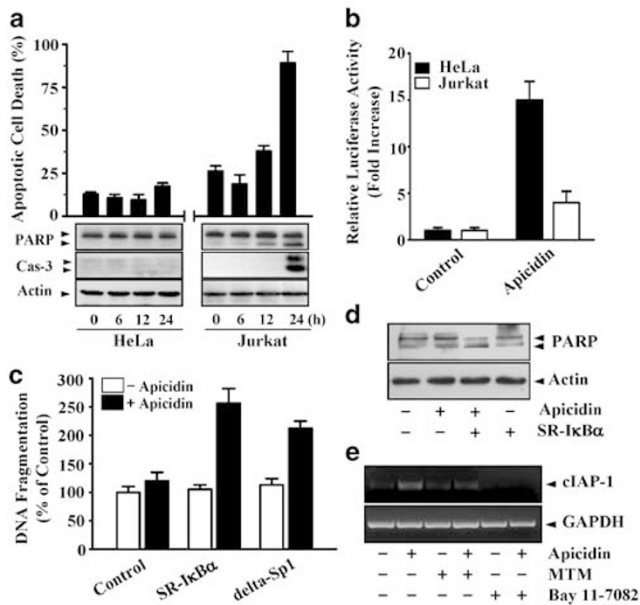 a
Apoptotic Cell Death (%)
100
75
50
25
0
PARP
Cas-3
Actin
0 6 12 24 0 6 12 24 (h)
HeLa Jurkat
b
Relative Luciferase Activity
(Fold Increase)
20
15
10
5
0
HeLa
Jurkat
Control Apicidin
c
DNA Fragmentation
(% of Control)
300
250
200
150
100
50
0
– Apicidin
+ Apicidin
Control SR-IκBα delta-Sp1
d
PARP
Actin
– + + – Apicidin
– – + + SR-IκBα
e
cIAP-1
GAPDH
– + – + – + Apicidin
– – + + – – MTM
– – – – + + Bay 11-7082